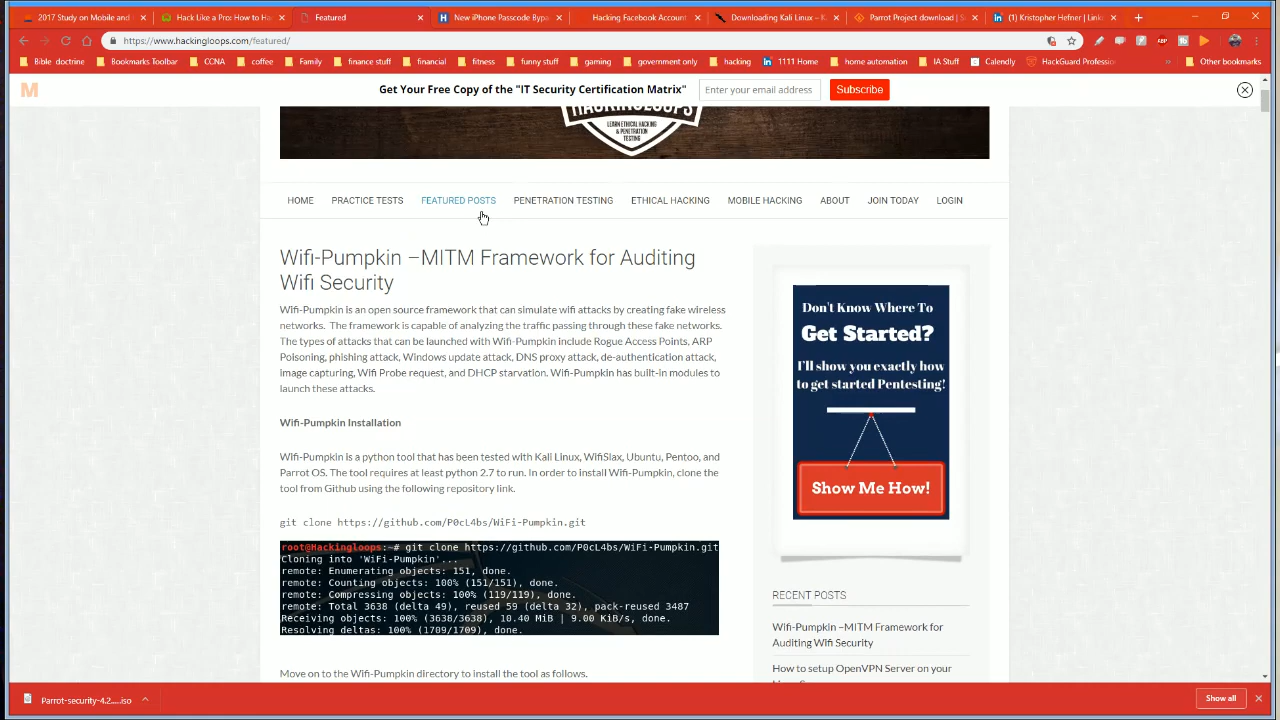 2017 Study on Mobile and
Hack Like a Pro: How to Ha
Featured
New iPhone Passcode Bypa
Hacking Facebook Account
Downloading Kali Linux –
Parrot Project download | S
(1) Kristopher Hefner | Link
https://www.hackingloops.com/featured/
Bible doctrine
Bookmarks Toolbar
CCNA
coffee
Family
finance stuff
financial
fitness
funny stuff
gaming
government only
hacking
1111 Home
home automation
IA Stuff
Calendly
HackGuard Profession
Other bookmarks
Get Your Free Copy of the "IT Security Certification Matrix"
Enter your email address
Subscribe
HACKINGLOOPS
LEARN ETHICAL HACKING
& PENETRATION
TESTING
HOME
PRACTICE TESTS
FEATURED POSTS
PENETRATION TESTING
ETHICAL HACKING
MOBILE HACKING
ABOUT
JOIN TODAY
LOGIN
Wifi-Pumpkin –MITM Framework for Auditing
Wifi Security
Wifi-Pumpkin is an open source framework that can simulate wifi attacks by creating fake wireless
networks. The framework is capable of analyzing the traffic passing through these fake networks.
The types of attacks that can be launched with Wifi-Pumpkin include Rogue Access Points, ARP
Poisoning, phishing attack, Windows update attack, DNS proxy attack, de-authentication attack,
image capturing, Wifi Probe request, and DHCP starvation. Wifi-Pumpkin has built-in modules to
launch these attacks.
Wifi-Pumpkin Installation
Wifi-Pumpkin is a python tool that has been tested with Kali Linux, WifiSlax, Ubuntu, Pentoo, and
Parrot OS. The tool requires at least python 2.7 to run. In order to install Wifi-Pumpkin, clone the
tool from Github using the following repository link.
git clone https://github.com/P0cL4bs/WiFi-Pumpkin.git
root@Hackingloops:~# git clone https://github.com/P0cL4bs/WiFi-Pumpkin.git
Cloning into 'WiFi-Pumpkin'...
remote: Enumerating objects: 151, done.
remote: Counting objects: 100% (151/151), done.
remote: Compressing objects: 100% (119/119), done.
remote: Total 3638 (delta 49), reused 59 (delta 32), pack-reused 3487
Receiving objects: 100% (3638/3638), 10.40 MiB | 9.00 KiB/s, done.
Resolving deltas: 100% (1709/1709), done.
Move on to the Wifi-Pumpkin directory to install the tool as follows.
Don't Know Where To
Get Started?
I'll show you exactly how
to get started Pentesting!
Show Me How!
RECENT POSTS
Wifi-Pumpkin –MITM Framework for
Auditing Wifi Security
How to setup OpenVPN Server on your
Parrot-security-4.2.....iso
Show all